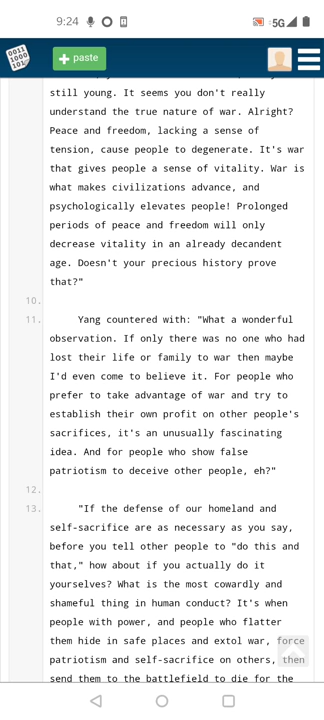 9:24
5G
0011
1000
101
+ paste
still young. It seems you don't really
understand the true nature of war. Alright?
Peace and freedom, lacking a sense of
tension, cause people to degenerate. It's war
that gives people a sense of vitality. War is
what makes civilizations advance, and
psychologically elevates people! Prolonged
periods of peace and freedom will only
decrease vitality in an already decandent
age. Doesn't your precious history prove
that?"
10.
11. Yang countered with: "What a wonderful
observation. If only there was no one who had
lost their life or family to war then maybe
I'd even come to believe it. For people who
prefer to take advantage of war and try to
establish their own profit on other people's
sacrifices, it's an unusually fascinating
idea. And for people who show false
patriotism to deceive other people, eh?"
12.
13. "If the defense of our homeland and
self-sacrifice are as necessary as you say,
before you tell other people to "do this and
that," how about if you actually do it
yourselves? What is the most cowardly and
shameful thing in human conduct? It's when
people with power, and people who flatter
them hide in safe places and extol war, force
patriotism and self-sacrifice on others, then
send them to the battlefield to die for the